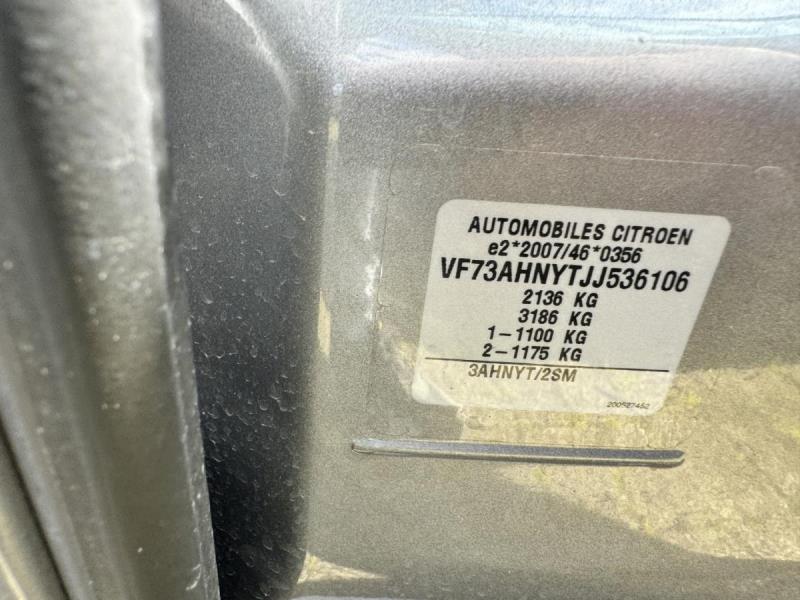 AUTOMOBILES CITROEN
e2*2007/46*0356
VF73AHNYTJJ536106
2136 KG
3186 KG
1-1100 KG
2-1175 KG
3AHNYT/2SM